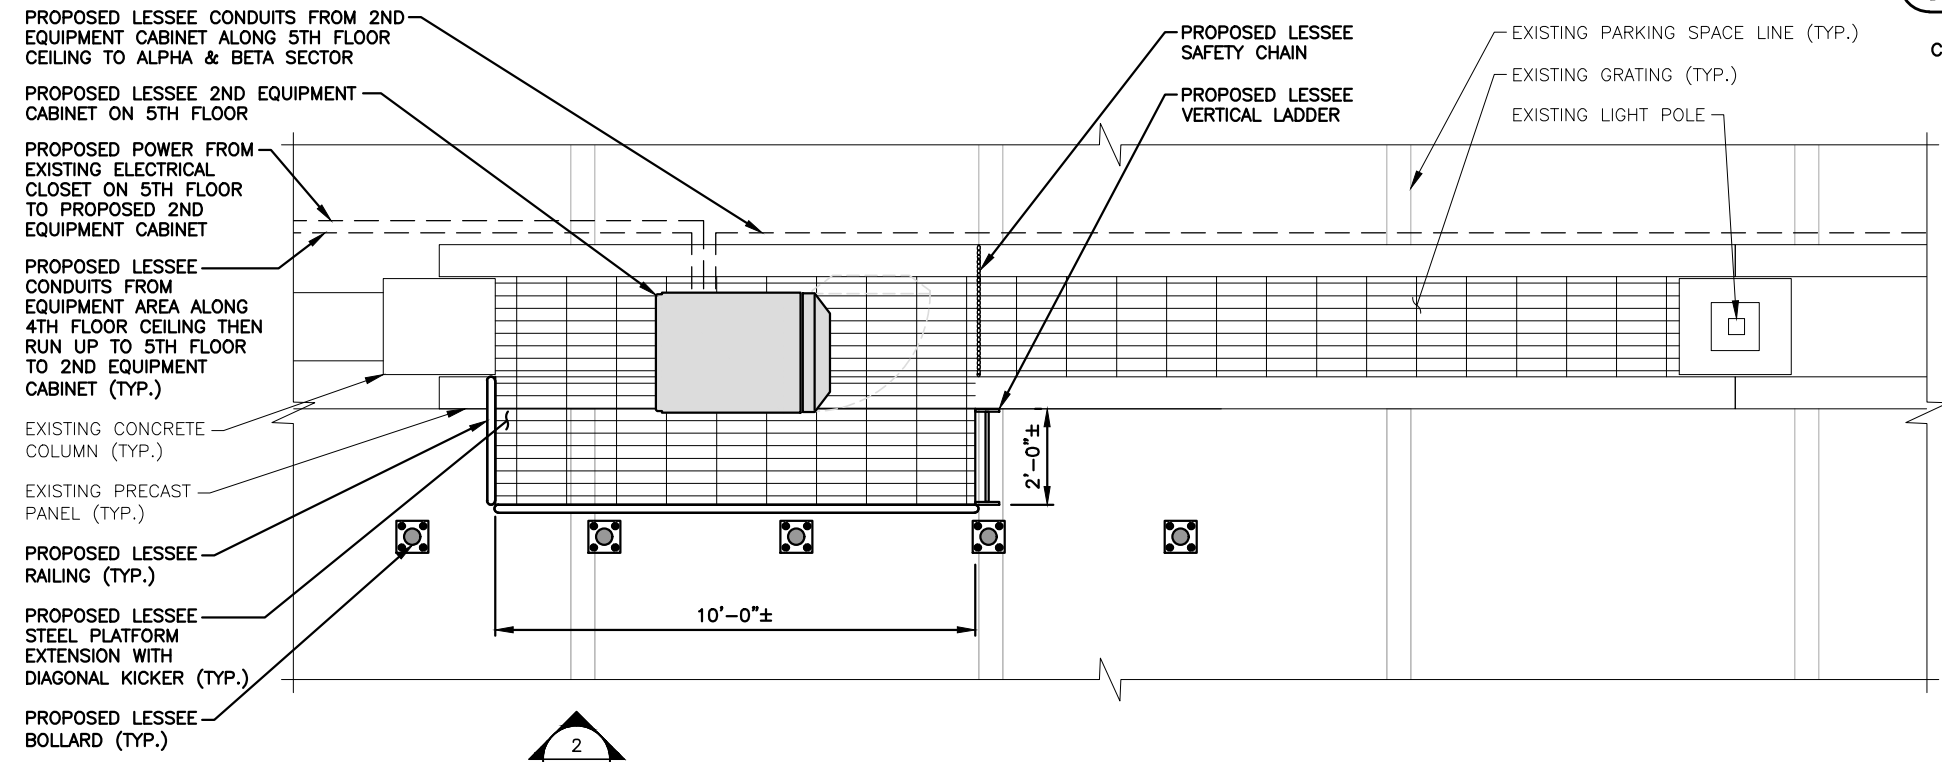 PROPOSED LESSEE CONDUITS FROM 2ND
EQUIPMENT CABINET ALONG 5TH FLOOR
CEILING TO ALPHA & BETA SECTOR
PROPOSED LESSEE 2ND EQUIPMENT
CABINET ON 5TH FLOOR
PROPOSED POWER FROM
EXISTING ELECTRICAL
CLOSET ON 5TH FLOOR
TO PROPOSED 2ND
EQUIPMENT CABINET
PROPOSED LESSEE
CONDUITS FROM
EQUIPMENT AREA ALONG
4TH FLOOR CEILING THEN
RUN UP TO 5TH FLOOR
TO 2ND EQUIPMENT
CABINET (TYP.)
EXISTING CONCRETE
COLUMN (TYP.)
EXISTING PRECAST
PANEL (TYP.)
PROPOSED LESSEE
RAILING (TYP.)
PROPOSED LESSEE
STEEL PLATFORM
EXTENSION WITH
DIAGONAL KICKER (TYP.)
PROPOSED LESSEE
BOLLARD (TYP.)
PROPOSED LESSEE
SAFETY CHAIN
PROPOSED LESSEE
VERTICAL LADDER
EXISTING PARKING SPACE LINE (TYP.)
EXISTING GRATING (TYP.)
EXISTING LIGHT POLE
C
2'-0"±
10'-0"±
2